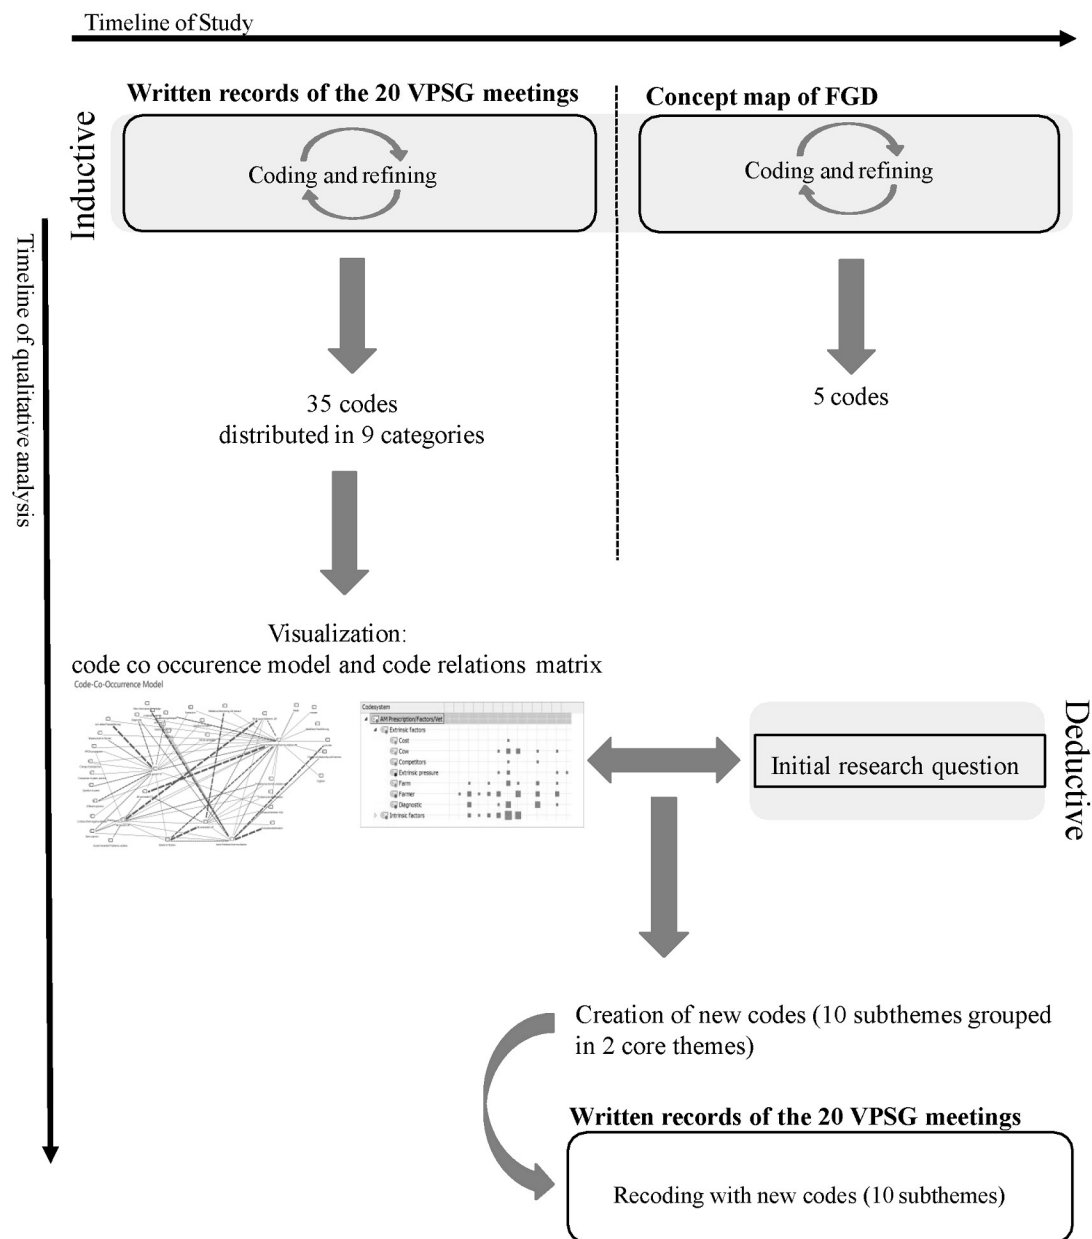 Timeline of Study
Written records of the 20 VPSG meetings
Concept map of FGD
Inductive
Coding and refining
Coding and refining
Timeline of qualitative analysis
35 codes
distributed in 9 categories
5 codes
Visualization:
code co occurence model and code relations matrix
Code-Co-Occurrence Model
Codesystem
AM Prescription/Factors/Vet
Extrinsic factors
Cost
Cow
Competitors
Extrinsic pressure
Farm
Farmer
Diagnostic
Intrinsic factors
Initial research question
Deductive
Creation of new codes (10 subthemes grouped
in 2 core themes)
Written records of the 20 VPSG meetings
Recoding with new codes (10 subthemes)